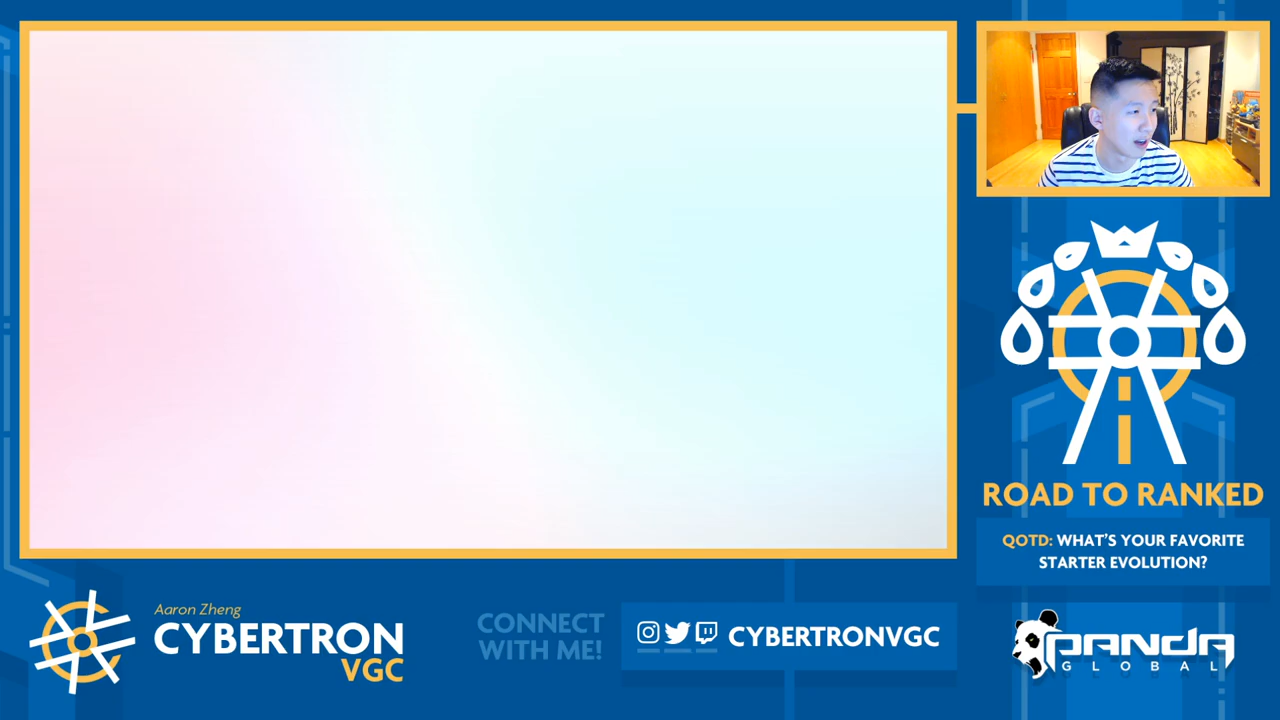 ROAD TO RANKED
QOTD: WHAT'S YOUR FAVORITE
STARTER EVOLUTION?
Aaron Zheng
CYBERTRON
VGC
CONNECT
WITH ME!
CYBERTRONVGC
PANDA
GLOBAL